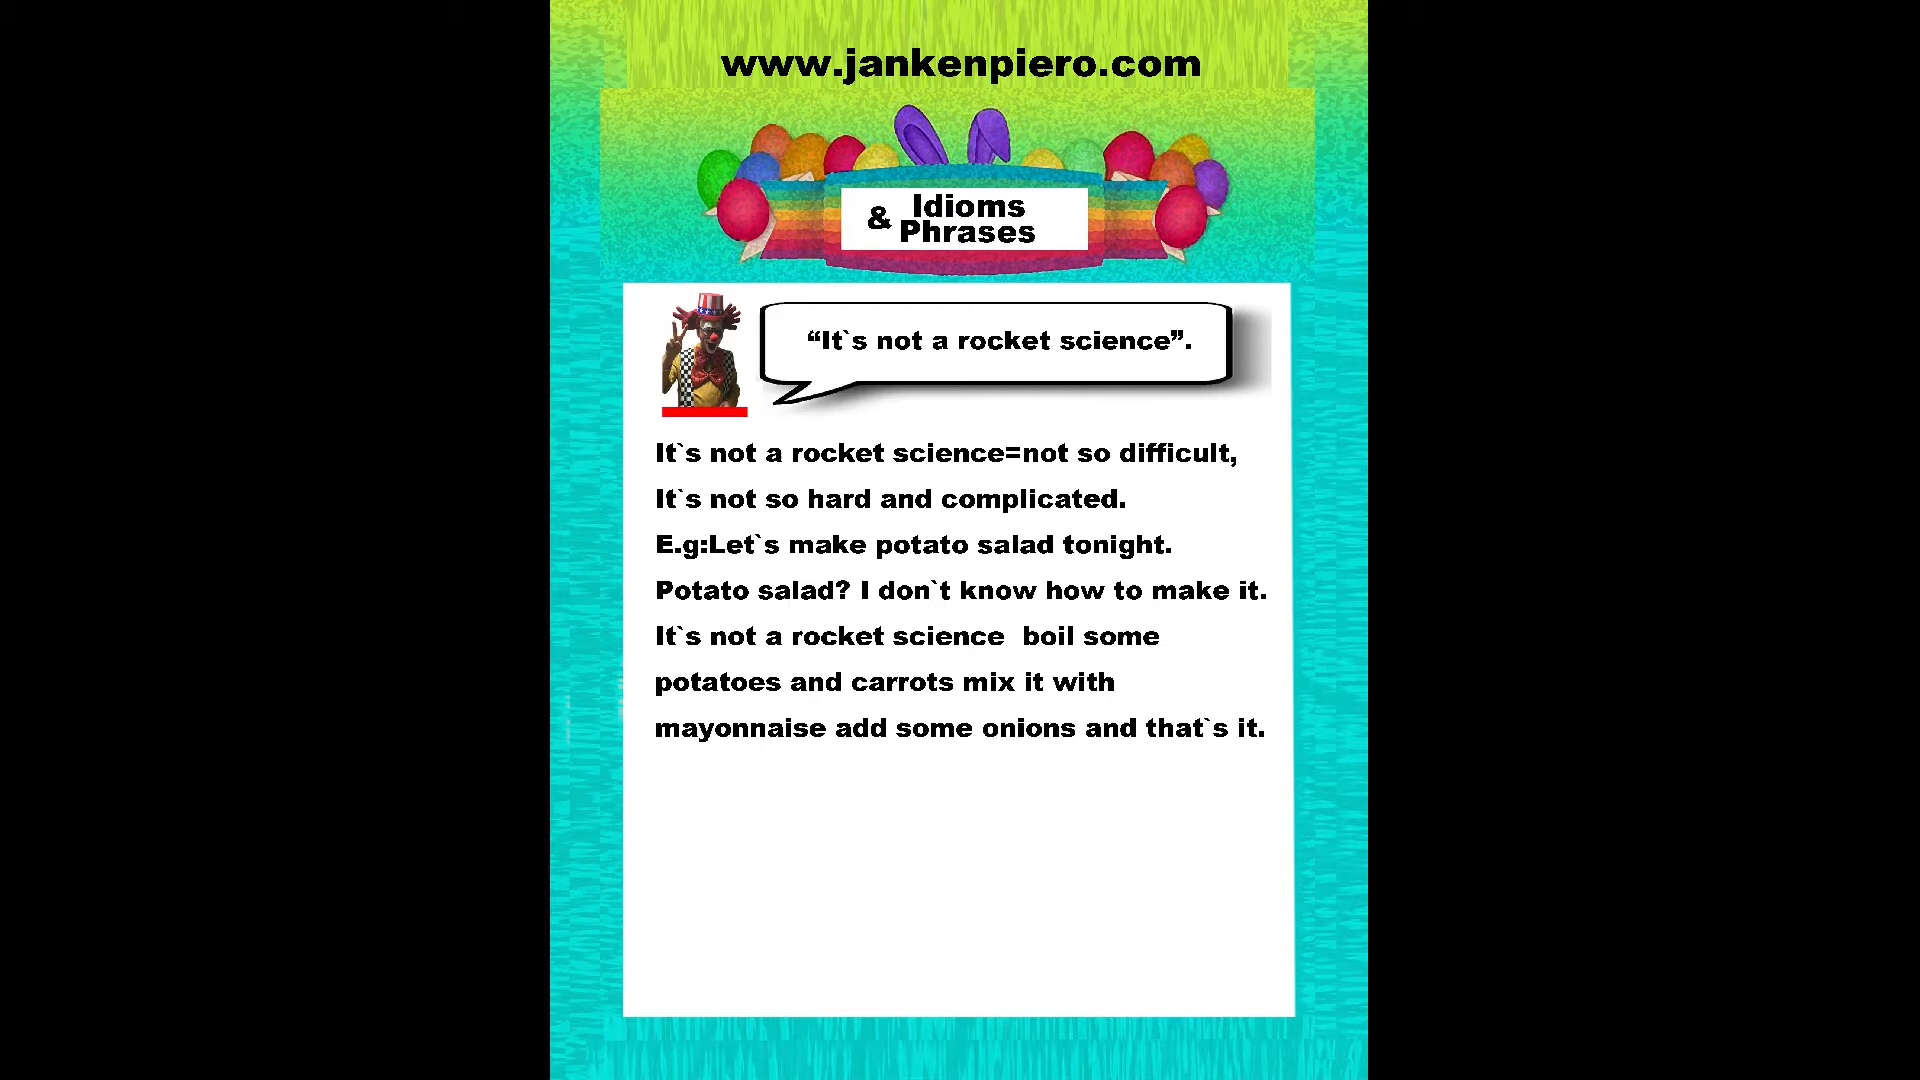 www.jankenpiero.com
Idioms
& Phrases
“It`s not a rocket science”.
It`s not a rocket science=not so difficult,
It`s not so hard and complicated.
E.g:Let`s make potato salad tonight.
Potato salad? I don`t know how to make it.
It`s not a rocket science  boil some
potatoes and carrots mix it with
mayonnaise add some onions and that`s it.